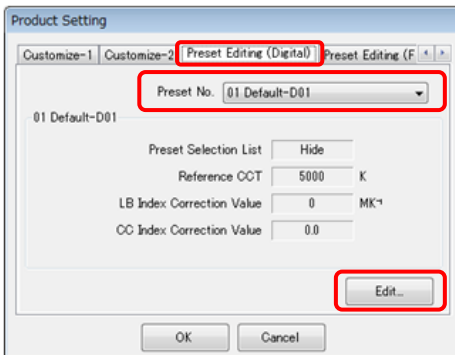 Product Setting
Customize-1 Customize-2 Preset Editing (Digital) Preset Editing (F
Preset No. 01 Default-D01
01 Default-D01
Preset Selection List Hide
Reference CCT 5000 K
LB Index Correction Value 0 MK⁻¹
CC Index Correction Value 0.0
Edit...
OK Cancel